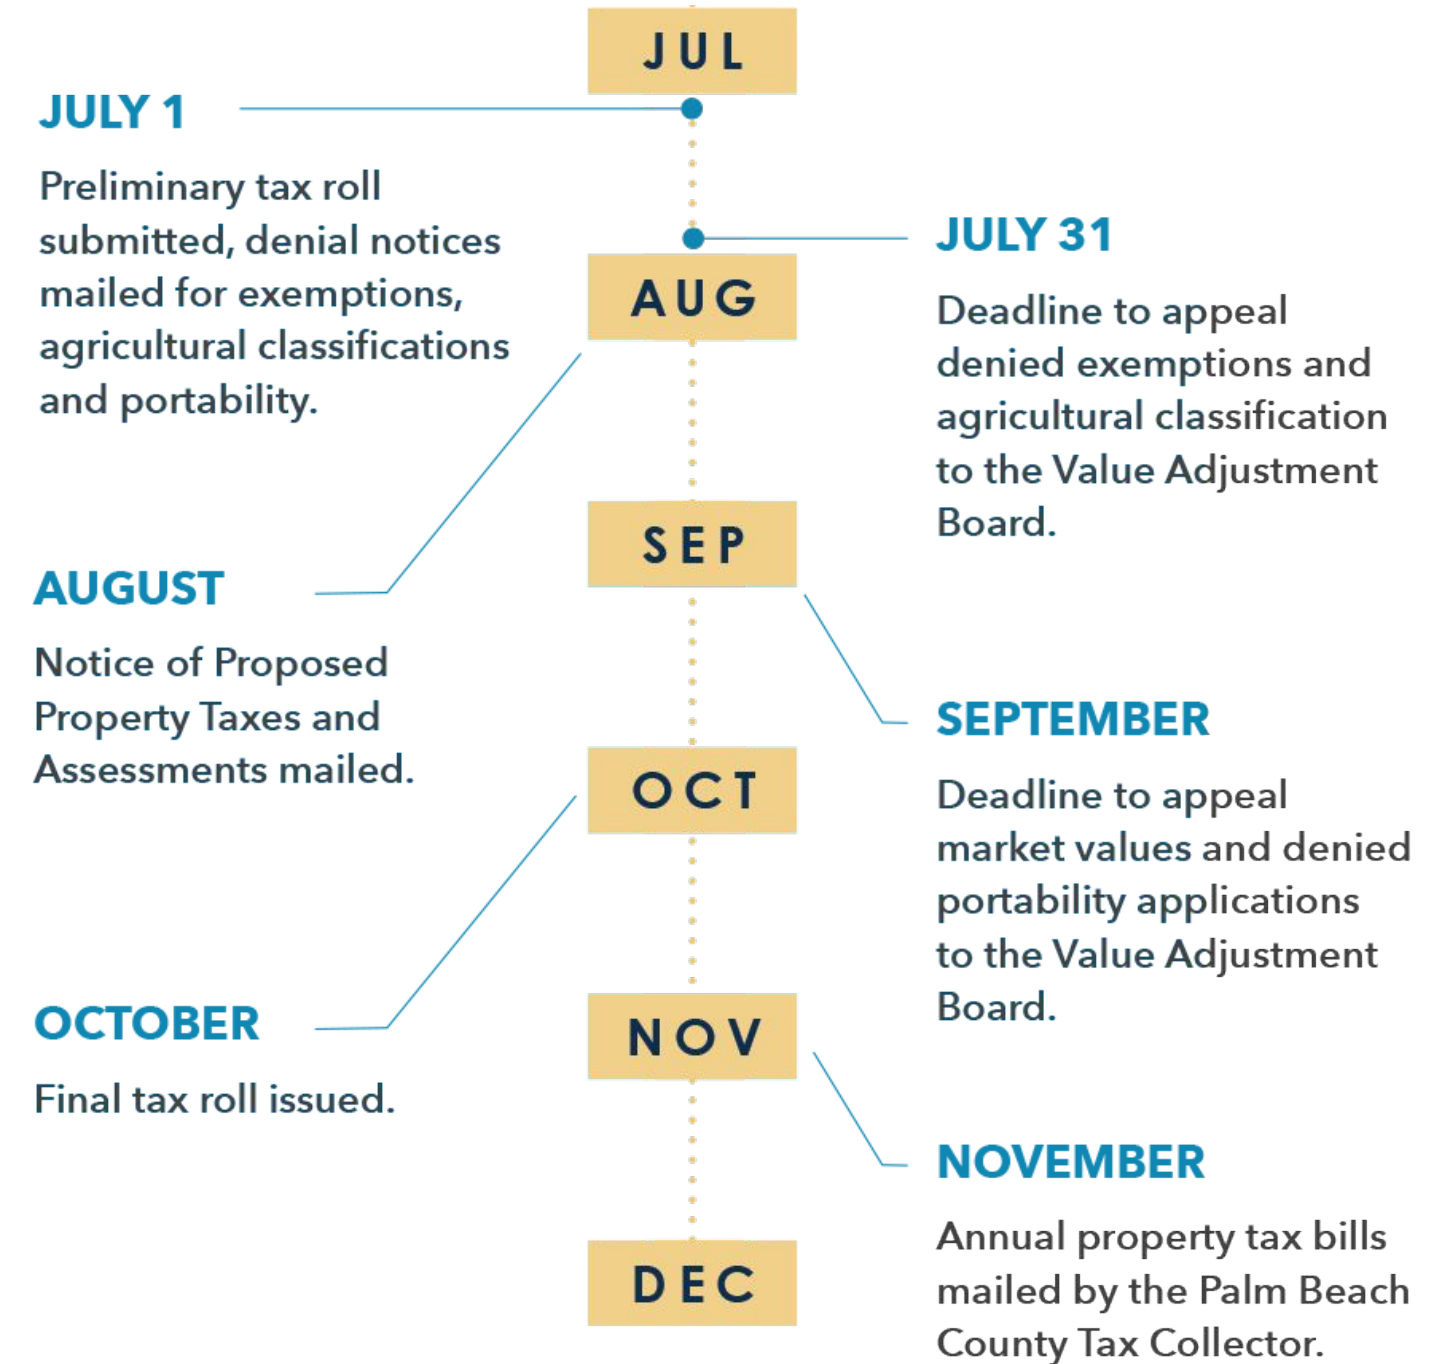 JUL
JULY 1
Preliminary tax roll
submitted, denial notices
mailed for exemptions,
agricultural classifications
and portability.
JULY 31
Deadline to appeal
denied exemptions and
agricultural classification
to the Value Adjustment
Board.
AUG
AUGUST
Notice of Proposed
Property Taxes and
Assessments mailed.
SEP
SEPTEMBER
Deadline to appeal
market values and denied
portability applications
to the Value Adjustment
Board.
OCT
OCTOBER
Final tax roll issued.
NOV
NOVEMBER
Annual property tax bills
mailed by the Palm Beach
County Tax Collector.
DEC